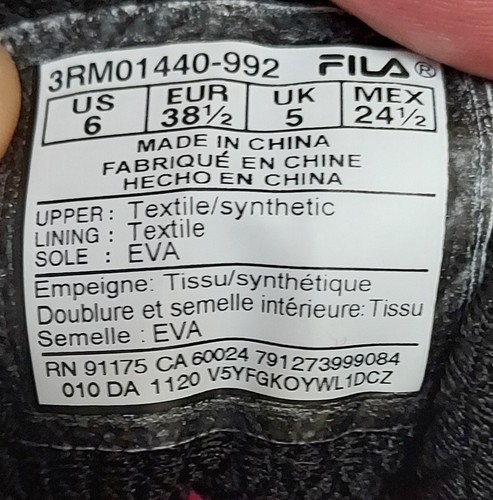 3RM01440-992 FILA®
US EUR UK MEX
6 38½ 5 24½
MADE IN CHINA
FABRIQUÉ EN CHINE
HECHO EN CHINA
UPPER : Textile/synthetic
LINING : Textile
SOLE : EVA
Empeigne: Tissu/synthétique
Doublure et semelle intérieure: Tissu
Semelle : EVA
RN 91175 CA 60024 791273999084
010 DA 1120 V5YFGKOYWL1DCZ